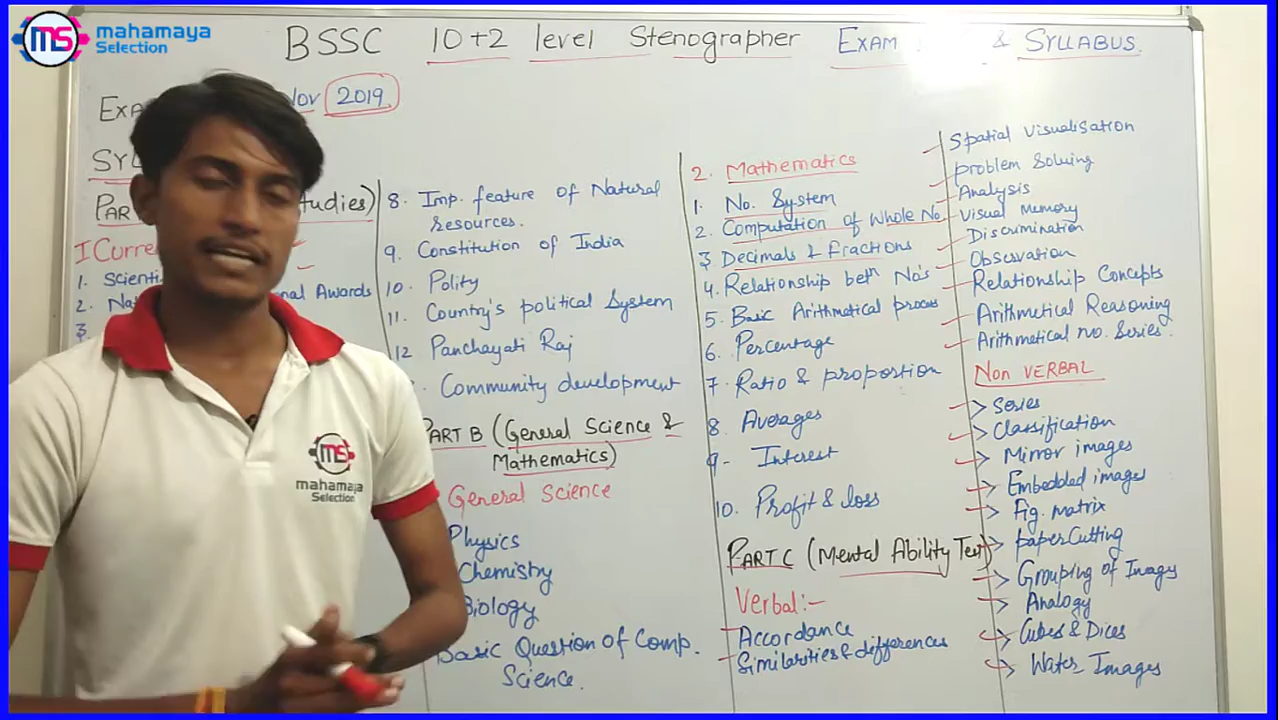 mahamaya
Selection
BSSC 10+2 level Stenographer EXAM & SYLLABUS.
Nov 2019
8. Imp. feature of Natural
resources.
9. Constitution of India
10. Polity
11. Country's political System
12 Panchayati Raj
Community development
PART B (General Science &
Mathematics)
General Science
Physics
Chemistry
Biology
Basic Question of Comp.
Science.
2. Mathematics
1. No. System
2. Computation of Whole No.
3. Decimals & fractions
4. Relationship betn No's
5. Basic Arithmetical process
6. Percentage
7. Ratio & proportion
8. Averages
9- Interest
10. Profit & loss
PART C (Mental Ability Test)
Verbal:-
Accordance
Similarities & differences
Spatial Visualisation
problem Solving
Analysis
Visual Memory
Discrimination
Observation
Relationship Concepts
Arithmetical Reasoning
Arithmetical no. Series.
NON VERBAL
> Series
> Classification
> Mirror images
> Embedded images
> Fig. matrix
> paper Cutting
> Grouping of Images
> Analogy
> Cubes & Dices
> Water Images
mahamaya
Selection